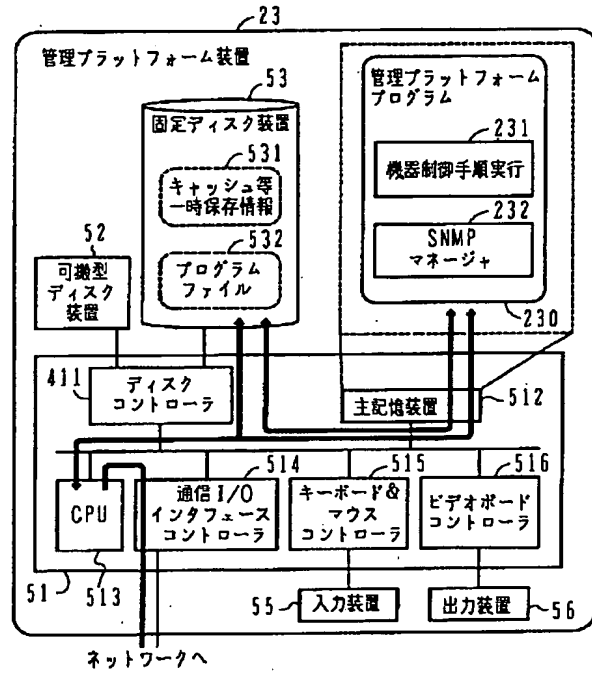 23
管理プラットフォーム装置
53
固定ディスク装置
531
キャッシュ等
一時保存情報
532
プログラム
ファイル
52
可搬型
ディスク
装置
管理プラットフォーム
プログラム
231
機器制御手順実行
232
SNMP
マネージャ
230
411
ディスク
コントローラ
主記憶装置
512
514
515
516
CPU
通信I/O
インタフェース
コントローラ
キーボード&
マウス
コントローラ
ビデオボード
コントローラ
51
513
55
入力装置
出力装置
56
ネットワークへ